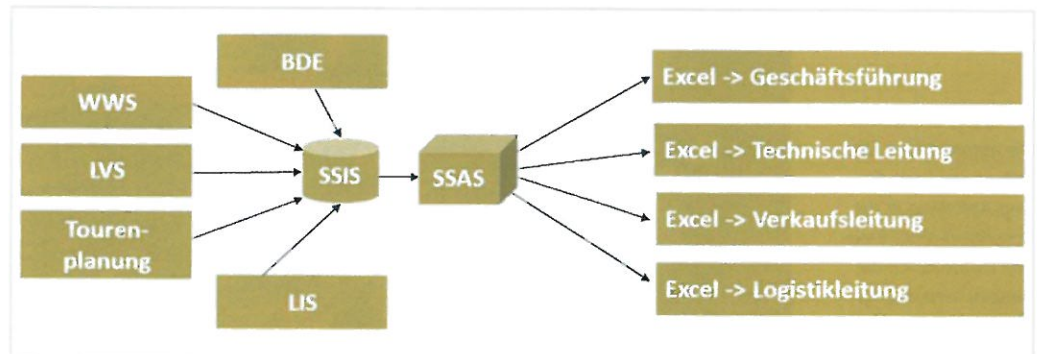 BDE
WWS
LVS
Touren-
planung
LIS
SSIS
SSAS
Excel -> Geschäftsführung
Excel -> Technische Leitung
Excel -> Verkaufsleitung
Excel -> Logistikleitung